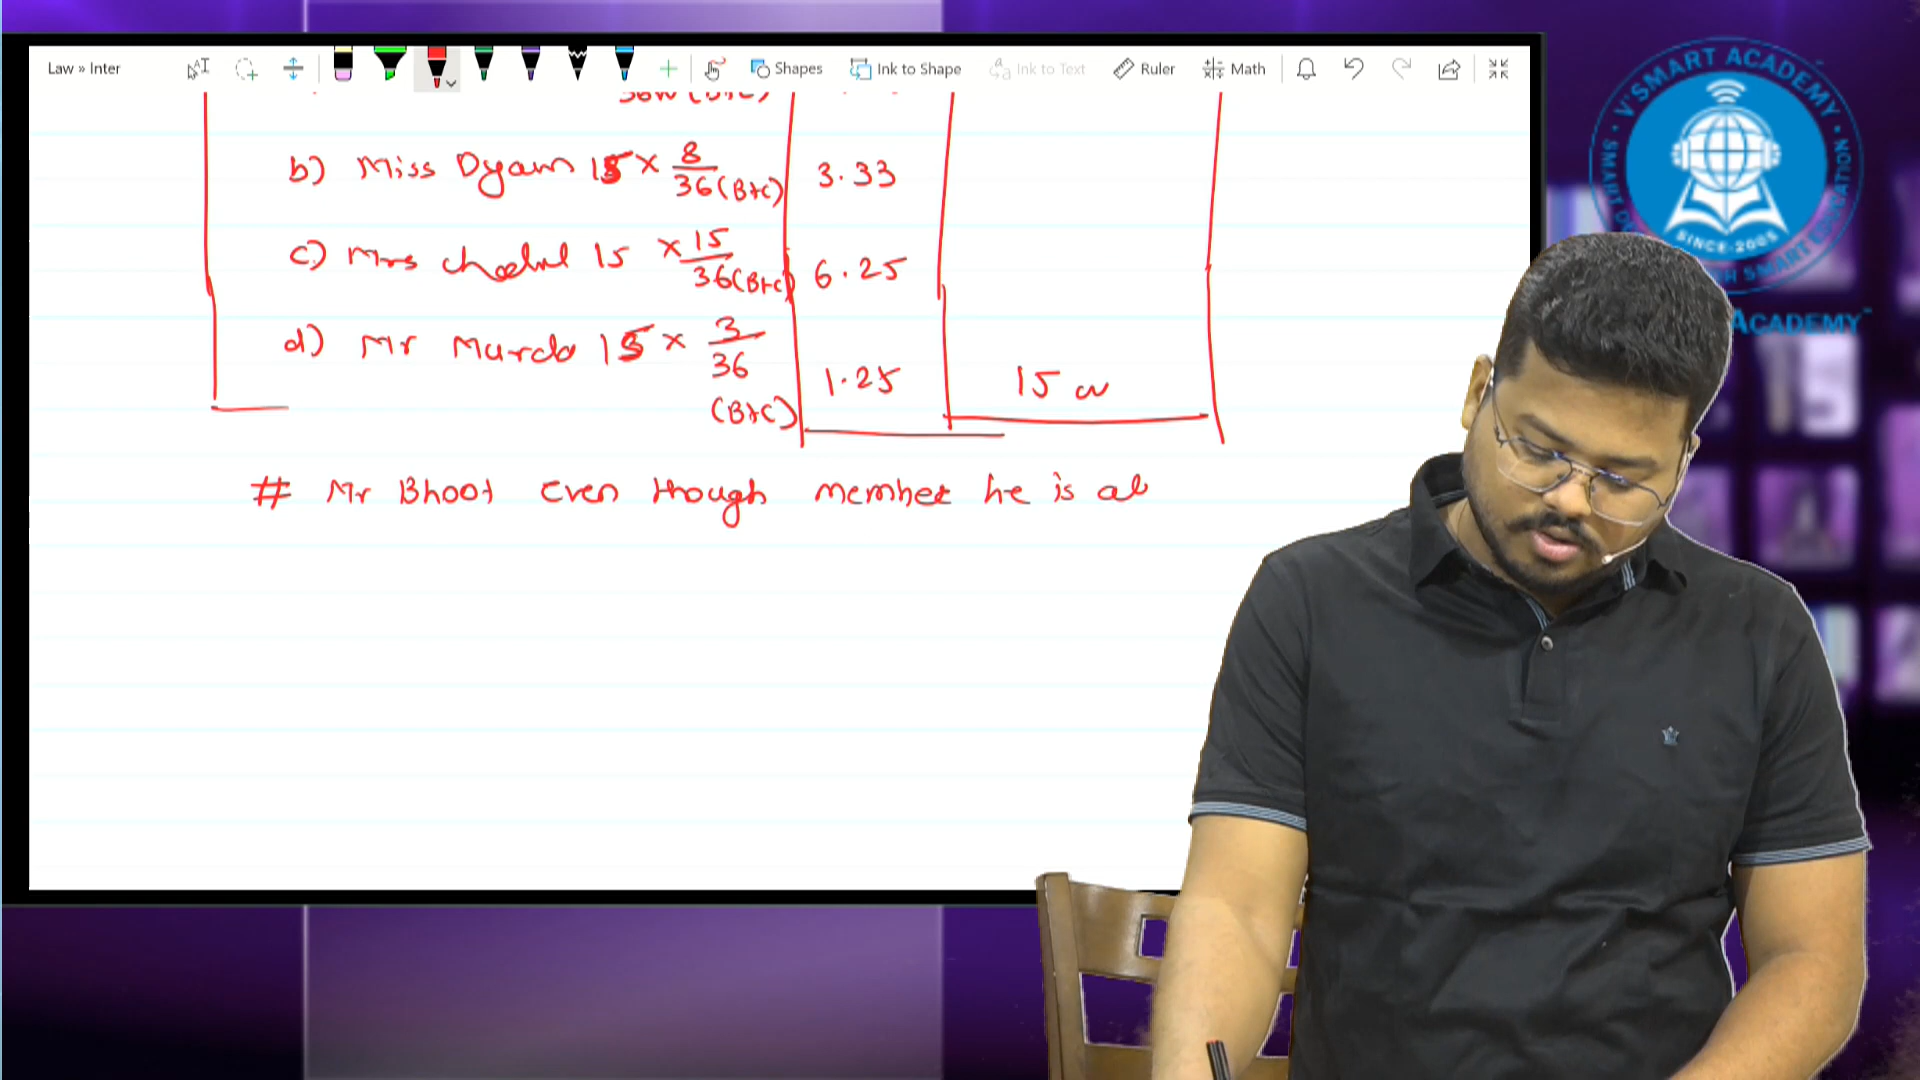 Law » Inter Shapes Ink to Shape Ink to Text Ruler Math
b) Miss Dyam 15 × 8/36 (B+C) 3.33
c) Mrs 15 × 15/36 (B+C) 6.25
d) Mr Murda 15 × 3/36 (B+C) 1.25 15
# Mr Bhoot even though member he is al
V'SMART ACADEMY
SINCE-2005
ACADEMY